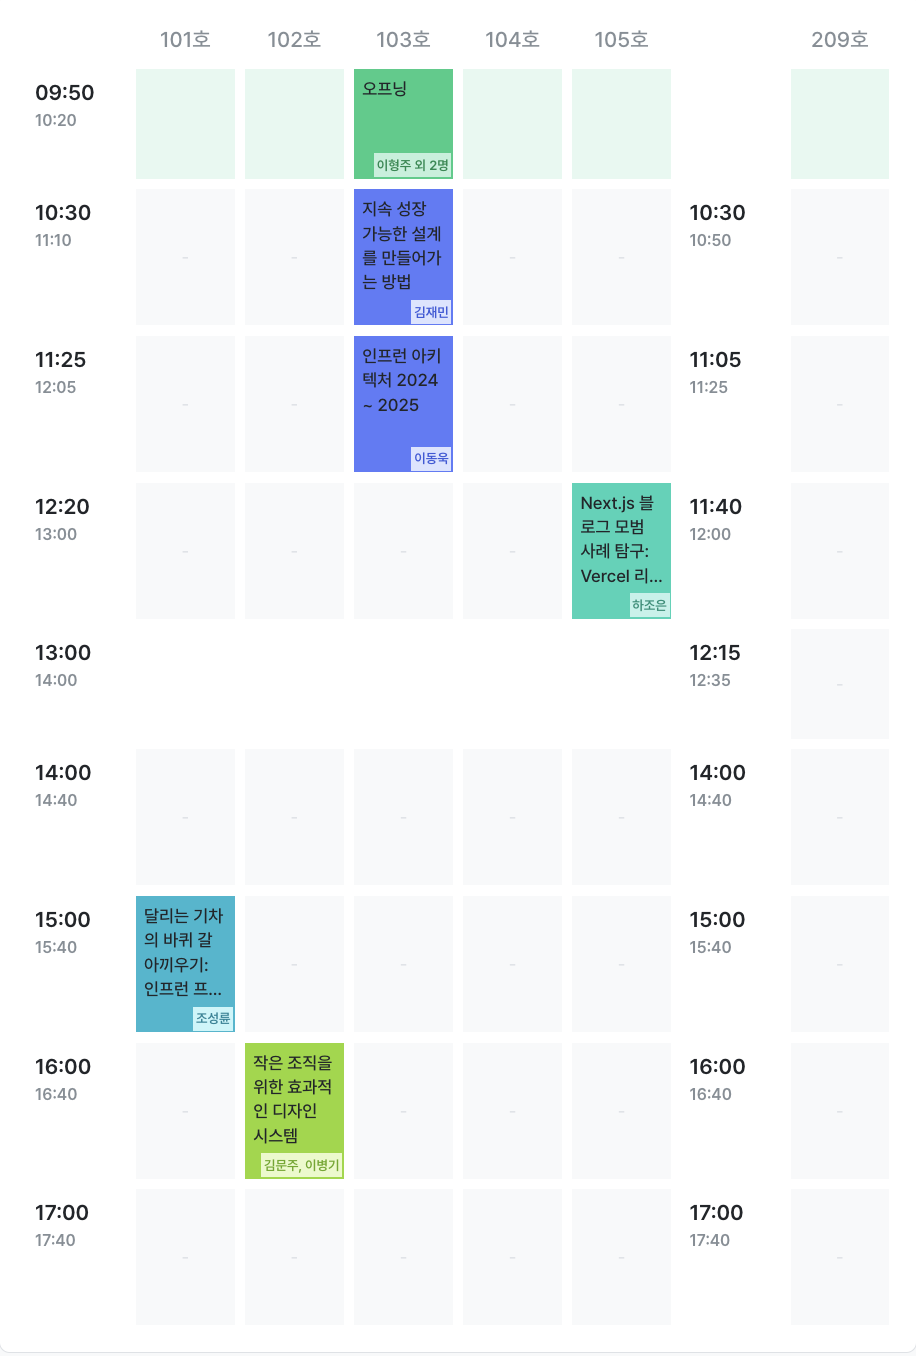 101호 102호 103호 104호 105호 209호
09:50
10:20
오프닝
이형주 외 2명
10:30
11:10
-
-
지속 성장
가능한 설계
를 만들어가
는 방법
김재민
-
-
10:30
10:50
-
11:25
12:05
-
-
인프런 아키
텍처 2024
~ 2025
이동욱
-
-
11:05
11:25
-
12:20
13:00
-
-
-
-
Next.js 블
로그 모범
사례 탐구:
Vercel 리...
하조은
11:40
12:00
-
13:00
14:00
12:15
12:35
-
14:00
14:40
-
-
-
-
-
14:00
14:40
-
15:00
15:40
달리는 기차
의 바퀴 갈
아끼우기:
인프런 프...
조성륜
-
-
-
-
15:00
15:40
-
16:00
16:40
-
작은 조직을
위한 효과적
인 디자인
시스템
김문주, 이병기
-
-
-
16:00
16:40
-
17:00
17:40
-
-
-
-
-
17:00
17:40
-